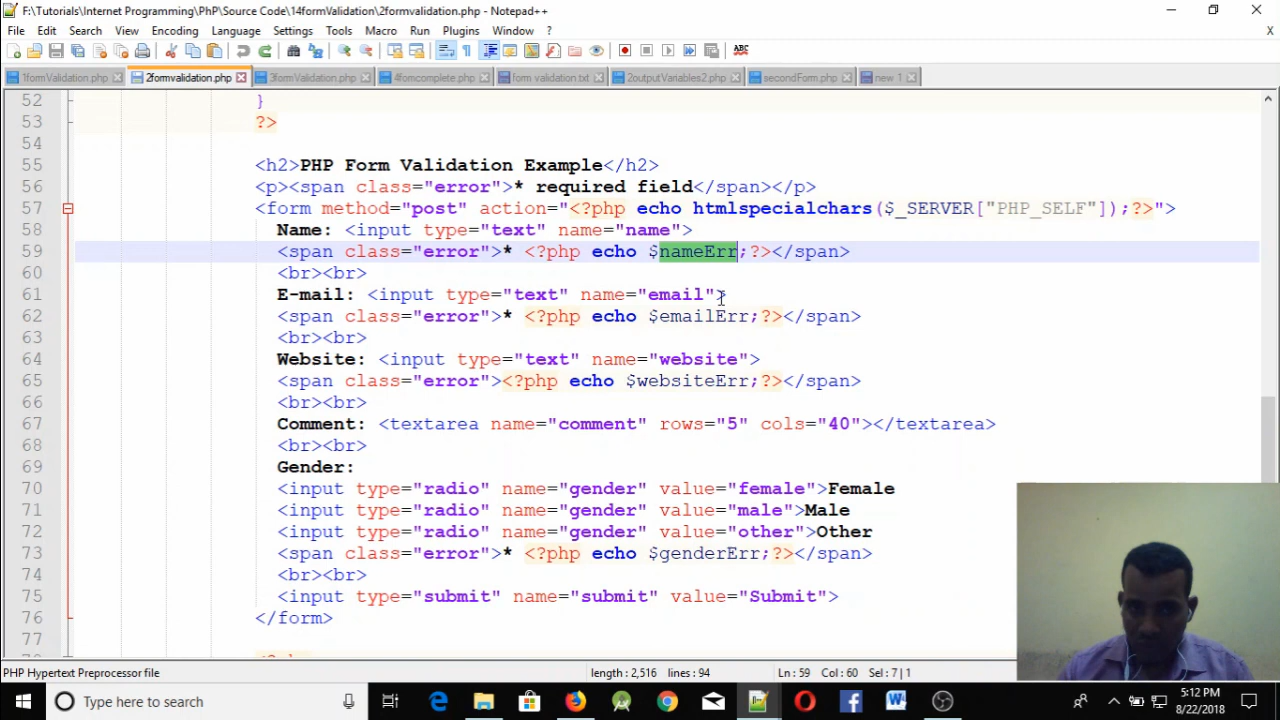 F:\Tutorials\Internet Programming\PhP\Source Code\14formValidation\2formvalidation.php - Notepad++
File Edit Search View Encoding Language Settings Tools Macro Run Plugins Window ? X
1formValidation.php 2formvalidation.php 3formValidation.php 4fomcomplete.php form validation.txt 2outputVariables2.php secondForm.php new 1
52 }
53 ?>
54
55 <h2>PHP Form Validation Example</h2>
56 <p><span class="error">* required field</span></p>
57 <form method="post" action="<?php echo htmlspecialchars($_SERVER["PHP_SELF"]);?>">
58 Name: <input type="text" name="name">
59 <span class="error">* <?php echo $nameErr;?></span>
60 <br><br>
61 E-mail: <input type="text" name="email">
62 <span class="error">* <?php echo $emailErr;?></span>
63 <br><br>
64 Website: <input type="text" name="website">
65 <span class="error"><?php echo $websiteErr;?></span>
66 <br><br>
67 Comment: <textarea name="comment" rows="5" cols="40"></textarea>
68 <br><br>
69 Gender:
70 <input type="radio" name="gender" value="female">Female
71 <input type="radio" name="gender" value="male">Male
72 <input type="radio" name="gender" value="other">Other
73 <span class="error">* <?php echo $genderErr;?></span>
74 <br><br>
75 <input type="submit" name="submit" value="Submit">
76 </form>
77
PHP Hypertext Preprocessor file length : 2,516 lines : 94 Ln : 59 Col : 60 Sel : 7 | 1
Type here to search 5:12 PM
8/22/2018